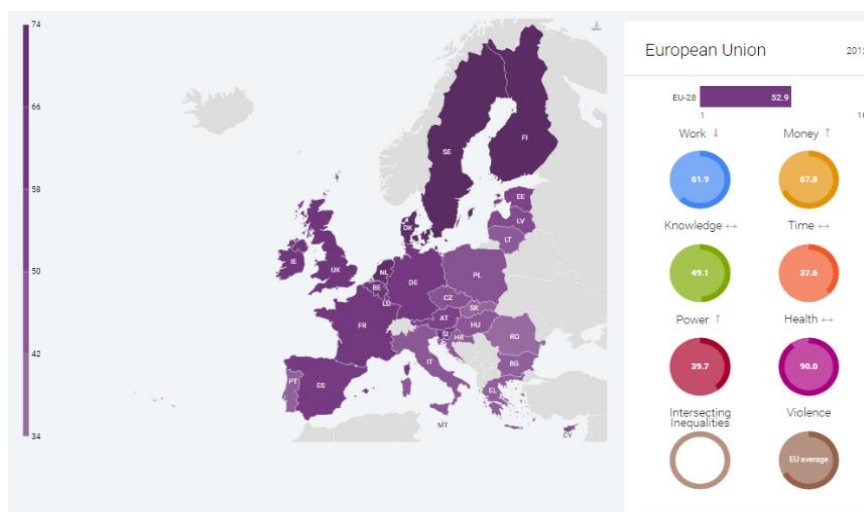 74
66
58
50
42
34
SE
FI
EE
LV
LT
DK
IE
UK
NL
BE
DE
PL
LU
CZ
SK
FR
AT
HU
SI
HR
RO
IT
BG
PT
ES
EL
MT
CY
European Union
EU-28 52.9
1
Work ↓ Money ↑
61.9 67.8
Knowledge ↔ Time ↔
49.1 37.6
Power ↑ Health ↔
39.7 90.0
Intersecting
Inequalities
Violence
EU average